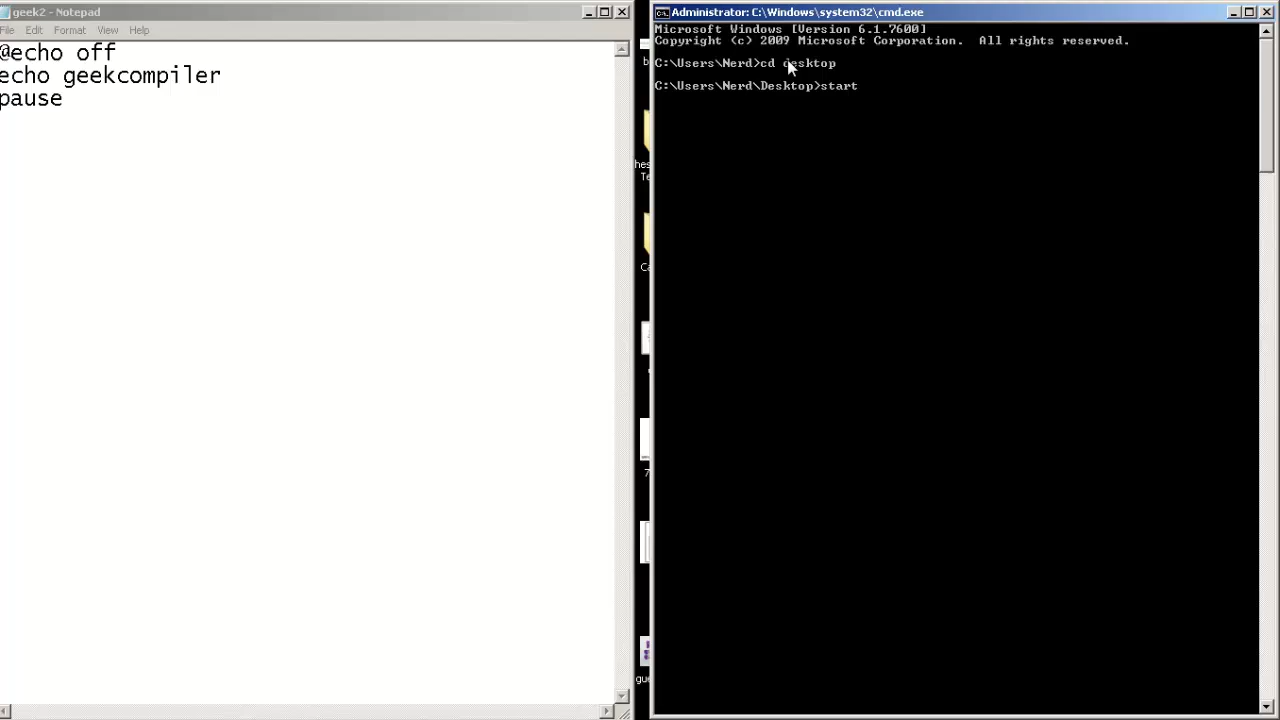 geek2 - Notepad
File Edit Format View Help
@echo off
echo geekcompiler
pause
Administrator: C:\Windows\system32\cmd.exe
Microsoft Windows [Version 6.1.7600]
Copyright (c) 2009 Microsoft Corporation.  All rights reserved.
C:\Users\Nerd>cd desktop
C:\Users\Nerd\Desktop>start